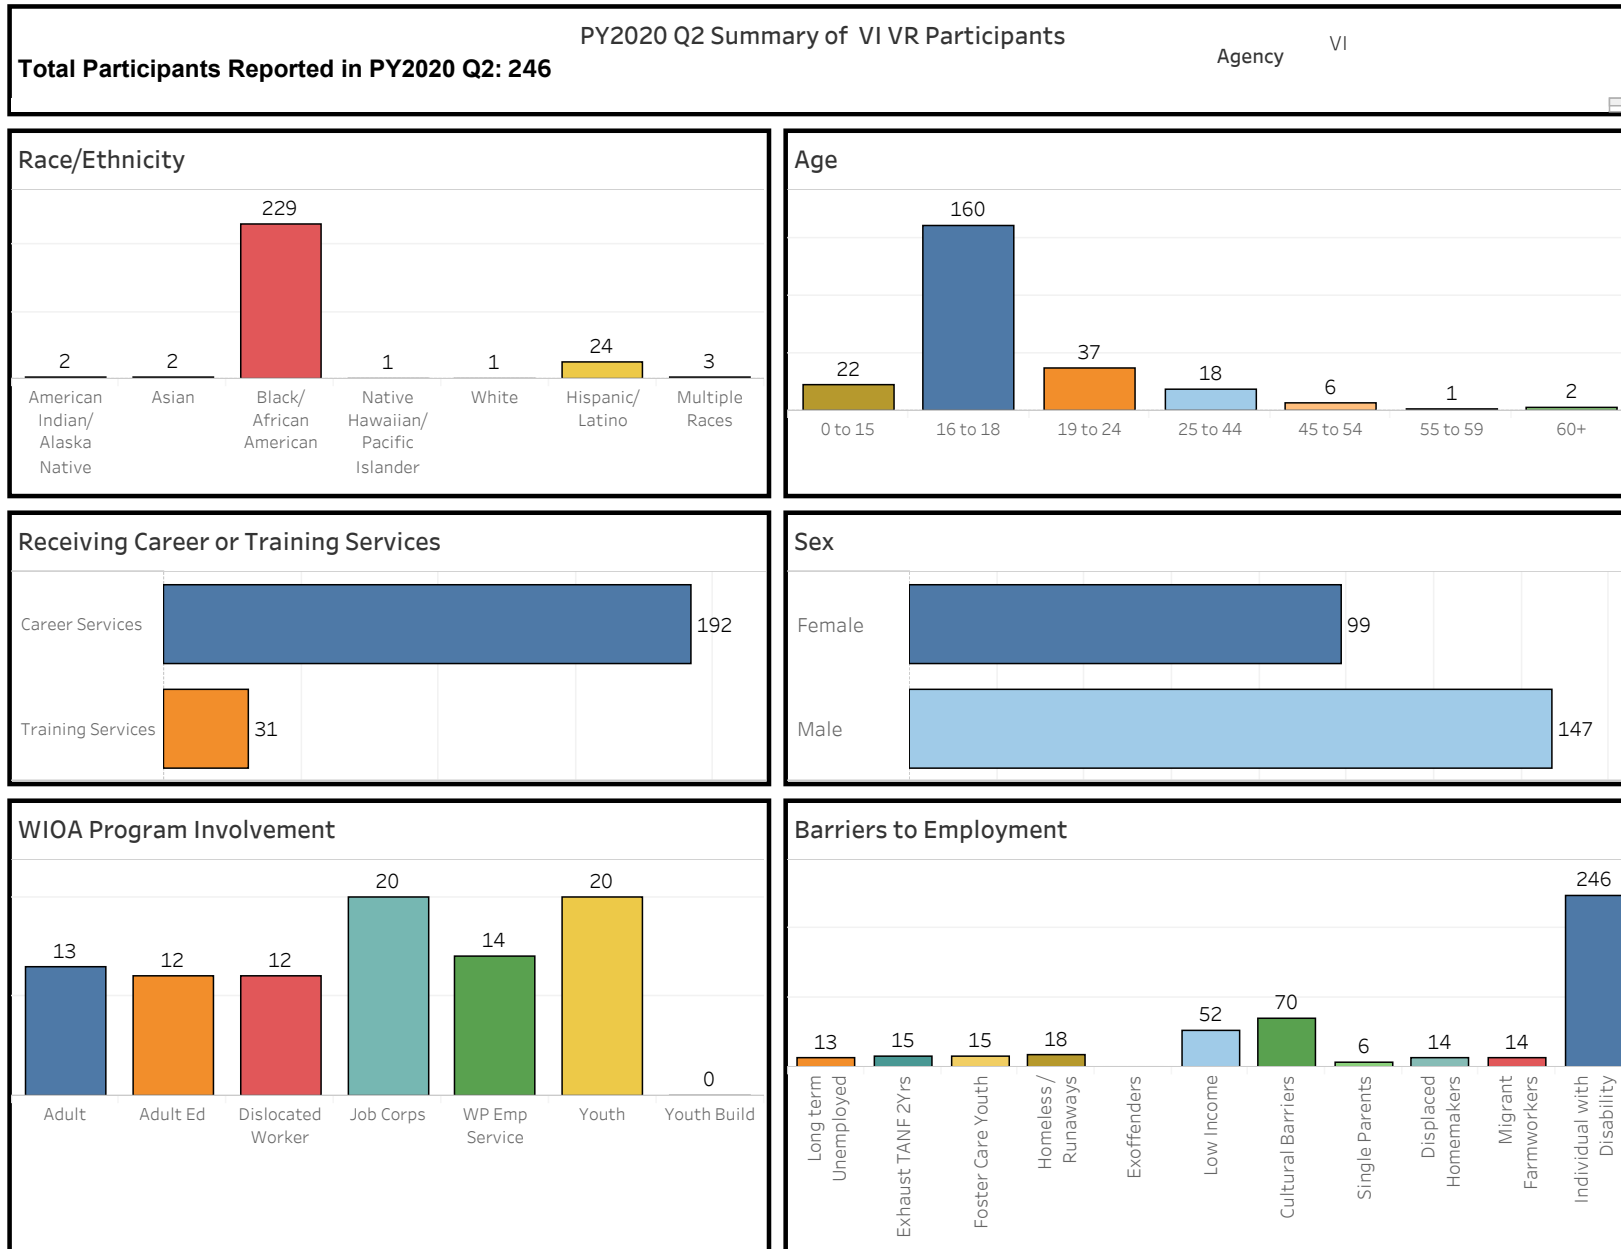 PY2020 Q2 Summary of VI VR Participants
Total Participants Reported in PY2020 Q2: 246
Agency VI
Race/Ethnicity
229
2 2 1 1 24 3
American Indian/ Alaska Native
Asian
Black/ African American
Native Hawaiian/ Pacific Islander
White
Hispanic/ Latino
Multiple Races
Age
22 160 37 18 6 1 2
0 to 15 16 to 18 19 to 24 25 to 44 45 to 54 55 to 59 60+
Receiving Career or Training Services
Career Services 192
Training Services 31
Sex
Female 99
Male 147
WIOA Program Involvement
13 12 12 20 14 20 0
Adult
Adult Ed
Dislocated Worker
Job Corps
WP Emp Service
Youth
Youth Build
Barriers to Employment
13 15 15 18 52 70 6 14 14 246
Long term Unemployed
Exhaust TANF 2Yrs
Foster Care Youth
Homeless / Runaways
Exoffenders
Low Income
Cultural Barriers
Single Parents
Displaced Homemakers
Migrant Farmworkers
Individual with Disability